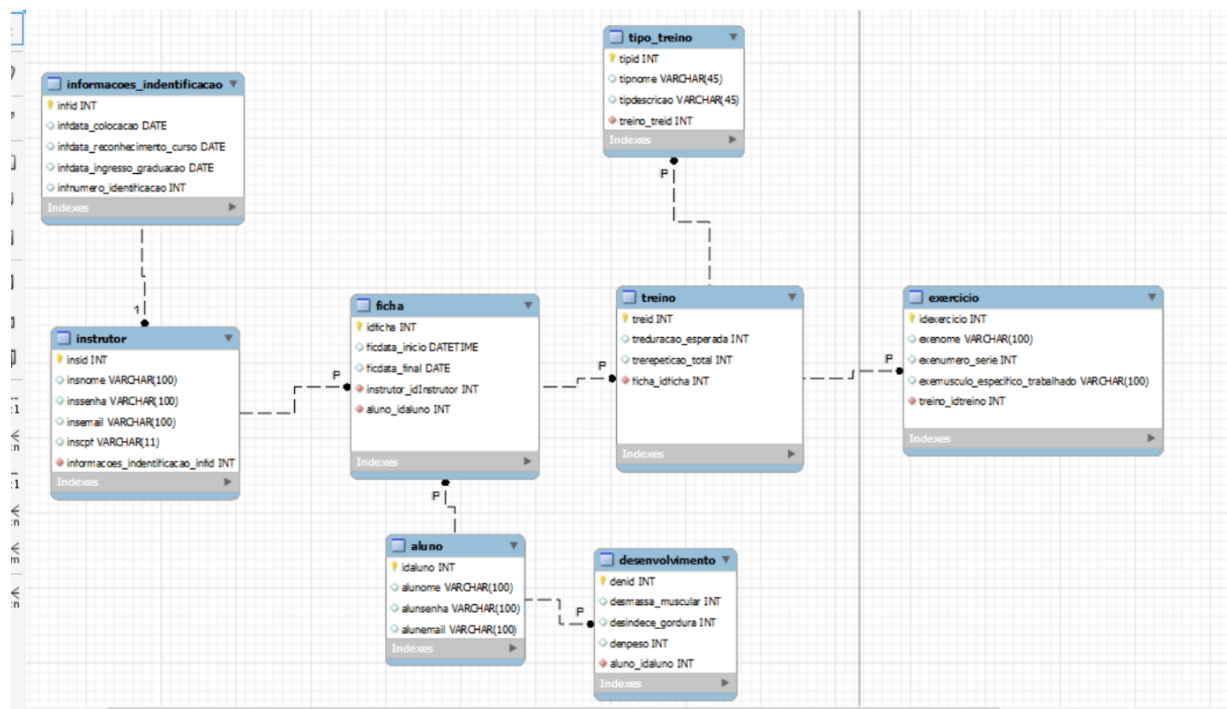 tipo_treino
tipid INT
tipnome VARCHAR(45)
tipdescricao VARCHAR(45)
treino_treid INT
Indexes
P
informacoes_indentificacao
infid INT
infdata_colocacao DATE
infdata_reconhecimento_curso DATE
infdata_ingresso_graduacao DATE
infnumero_identificacao INT
Indexes
1
instrutor
insid INT
insnome VARCHAR(100)
inssenha VARCHAR(100)
insemail VARCHAR(100)
inscpf VARCHAR(11)
informacoes_indentificacao_infid INT
Indexes
P
ficha
idficha INT
ficdata_inicio DATETIME
ficdata_final DATE
instrutor_idInstrutor INT
aluno_idaluno INT
Indexes
P
P
treino
treid INT
treduracao_esperada INT
trerepeticao_total INT
ficha_idficha INT
Indexes
P
exercicio
idexercicio INT
exenome VARCHAR(100)
exenumero_serie INT
exemusculo_especifico_trabalhado VARCHAR(100)
treino_idtreino INT
Indexes
aluno
idaluno INT
alunome VARCHAR(100)
alunsenha VARCHAR(100)
alunemail VARCHAR(100)
Indexes
P
desenvolvimento
denid INT
desmassa_muscular INT
desindece_gordura INT
denpeso INT
aluno_idaluno INT
Indexes
:1
:n
:1
:n
:m
:n